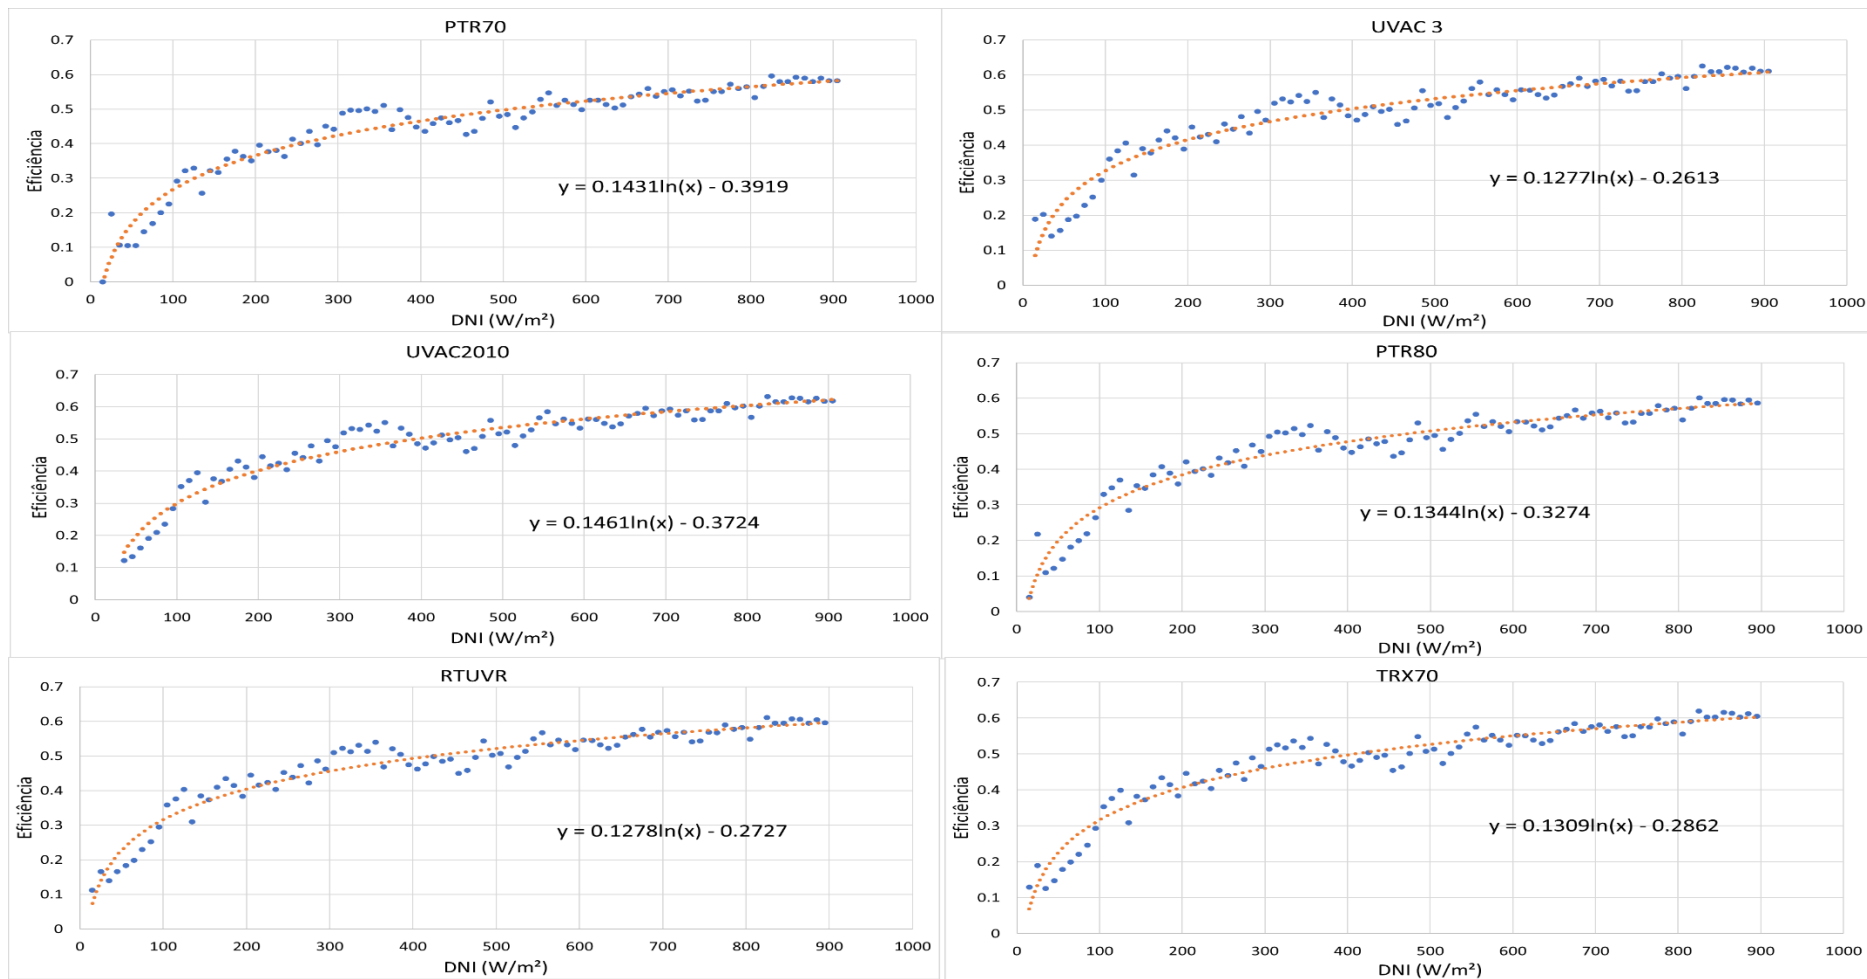 PTR70
0.7
0.6
0.5
0.4
0.3
0.2
0.1
0
Eficiência
y = 0.1431ln(x) - 0.3919
0 100 200 300 400 500 600 700 800 900 1000
DNI (W/m²)
UVAC 3
0.7
0.6
0.5
0.4
0.3
0.2
0.1
0
Eficiência
y = 0.1277ln(x) - 0.2613
0 100 200 300 400 500 600 700 800 900 1000
DNI (W/m²)
UVAC2010
0.7
0.6
0.5
0.4
0.3
0.2
0.1
0
Eficiência
y = 0.1461ln(x) - 0.3724
0 100 200 300 400 500 600 700 800 900 1000
DNI (W/m²)
PTR80
0.7
0.6
0.5
0.4
0.3
0.2
0.1
0
Eficiência
y = 0.1344ln(x) - 0.3274
0 100 200 300 400 500 600 700 800 900 1000
DNI (W/m²)
RTUVR
0.7
0.6
0.5
0.4
0.3
0.2
0.1
0
Eficiência
y = 0.1278ln(x) - 0.2727
0 100 200 300 400 500 600 700 800 900 1000
DNI (W/m²)
TRX70
0.7
0.6
0.5
0.4
0.3
0.2
0.1
0
Eficiência
y = 0.1309ln(x) - 0.2862
0 100 200 300 400 500 600 700 800 900 1000
DNI (W/m²)